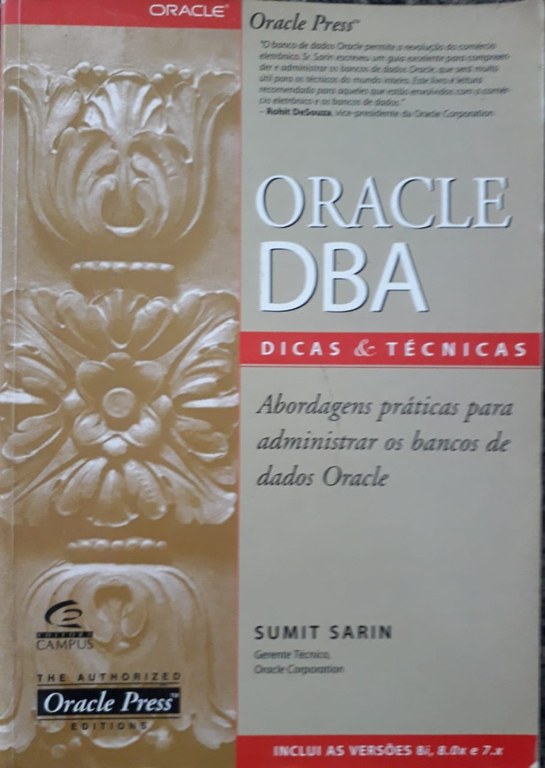 ORACLE®
Oracle Press™
"O banco de dados Oracle permite a revolução do comércio
eletrônico. Sr. Sarin escreveu um guia excelente para compreen-
der e administrar os bancos de dados Oracle, que será muito
útil para os técnicos do mundo inteiro. Este livro é leitura
recomendada para aqueles que estão envolvidos com o comér-
cio eletrônico e os bancos de dados."
– Rohit DeSouza, vice-presidente da Oracle Corporation
ORACLE
DBA
DICAS & TÉCNICAS
Abordagens práticas para
administrar os bancos de
dados Oracle
SUMIT SARIN
Gerente Técnico,
Oracle Corporation
EDITORA
CAMPUS
THE AUTHORIZED
Oracle Press™
EDITIONS
INCLUI AS VERSÕES 8i, 8.0x e 7.x